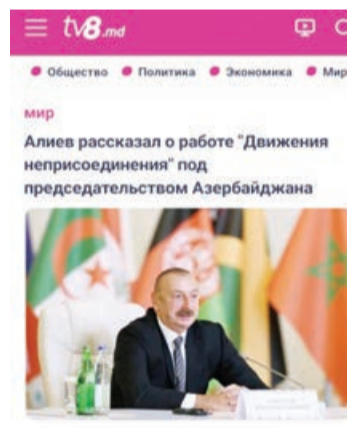 tv8.md
Общество Политика Экономика Мир
мир
Алиев рассказал о работе "Движения
неприсоединения" под
председательством Азербайджана